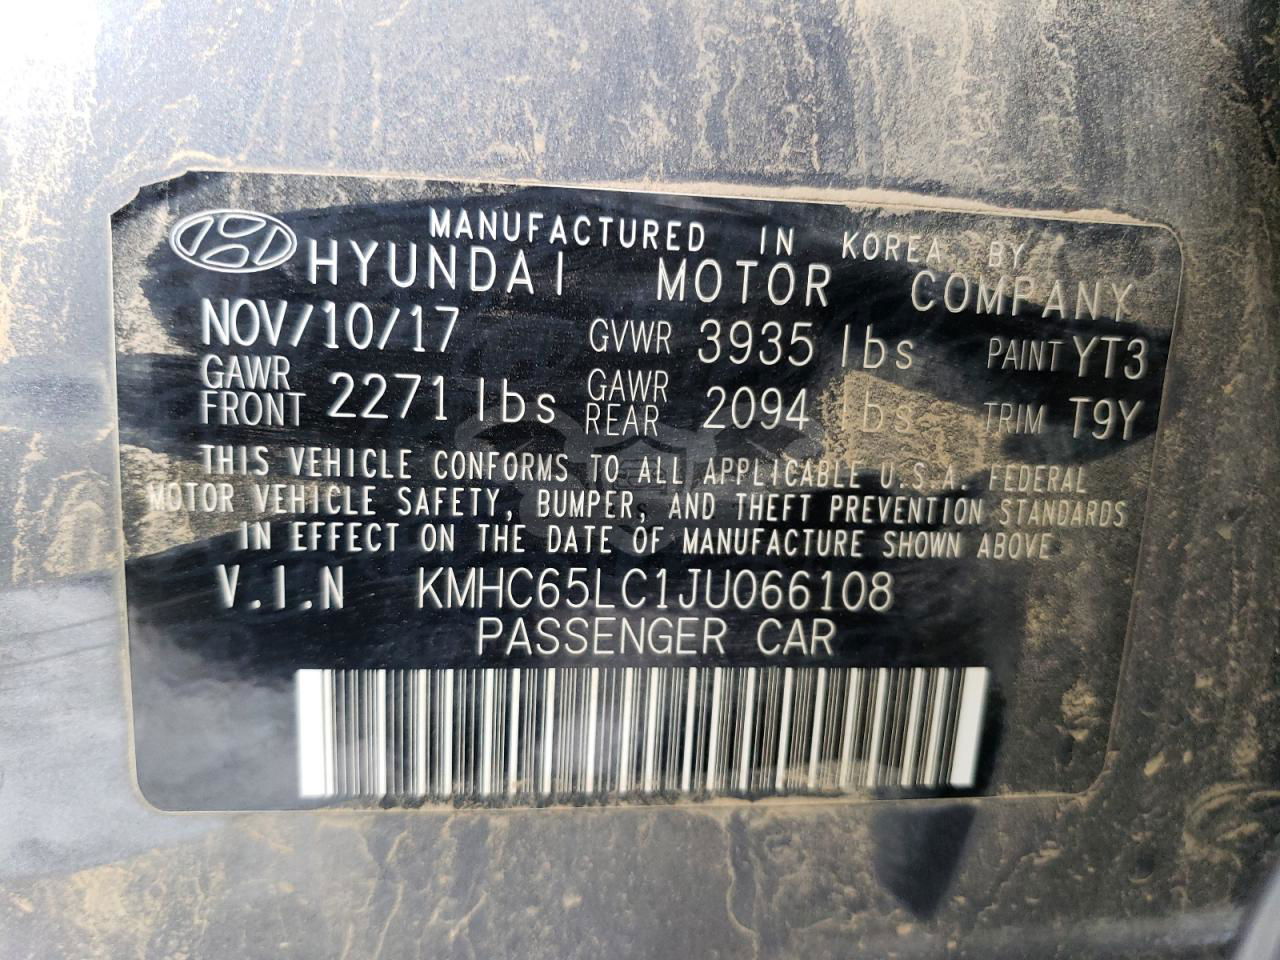 MANUFACTURED IN KOREA BY
HYUNDAI MOTOR COMPANY
NOV/10/17 GVWR 3935 lbs PAINT YT3
GAWR FRONT 2271 lbs GAWR REAR 2094 lbs TRIM T9Y
THIS VEHICLE CONFORMS TO ALL APPLICABLE U.S.A. FEDERAL
MOTOR VEHICLE SAFETY, BUMPER, AND THEFT PREVENTION STANDARDS
IN EFFECT ON THE DATE OF MANUFACTURE SHOWN ABOVE
V.I.N KMHC65LC1JU066108
PASSENGER CAR